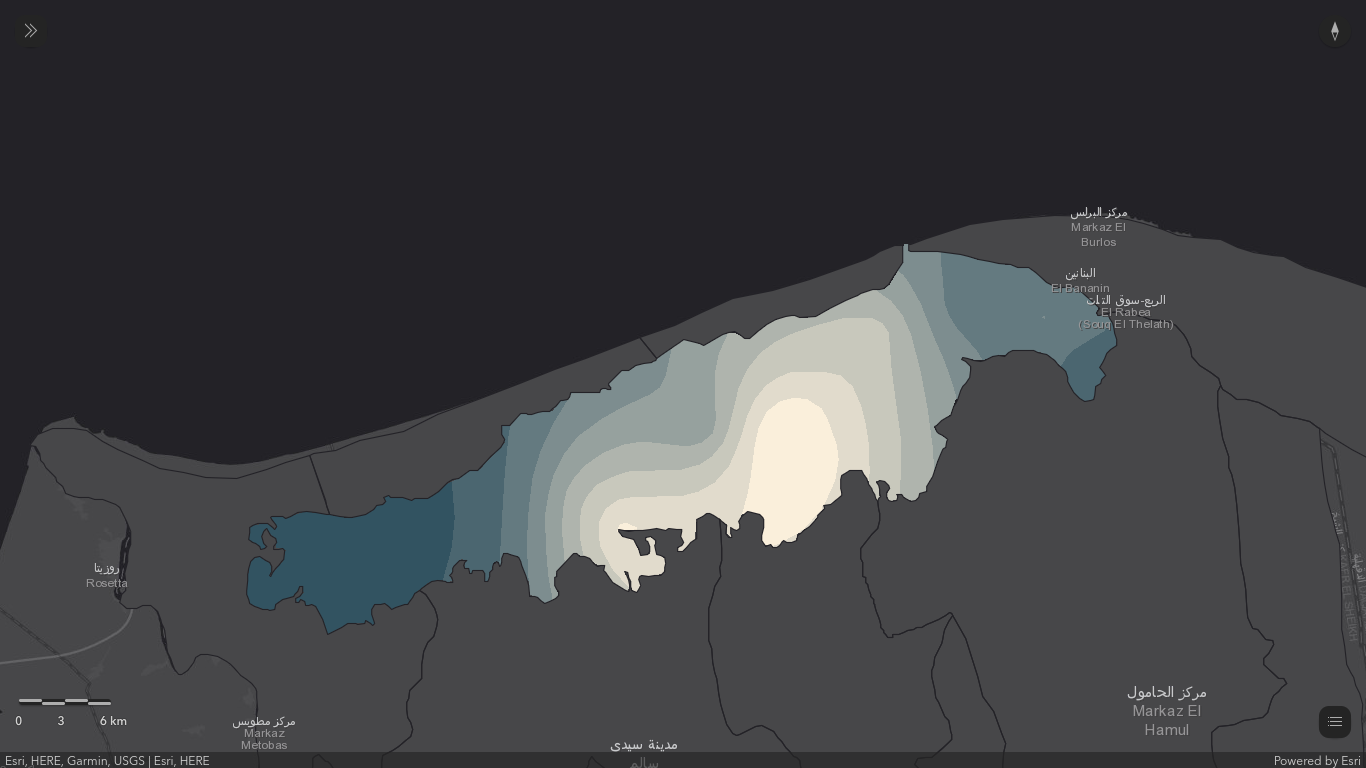 مركز البرلس
Markaz El
Burlos
البنانين
El Bananin
الربع-سوق الثلاث
El Rabea
(Souq El Thelath)
روزيتا
Rosetta
مركز الحامول
Markaz El
Hamul
0 3 6 km
مركز مطوبس
Markaz
Metobas
مدينة سيدى
سالم
Esri, HERE, Garmin, USGS | Esri, HERE
Powered by Esri